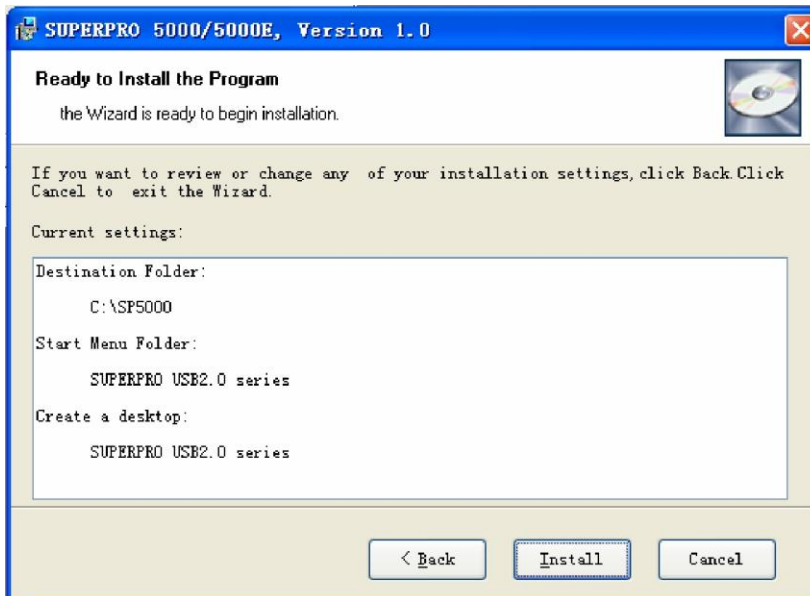 SUPERPRO 5000/5000E, Version 1.0
Ready to Install the Program
the Wizard is ready to begin installation.
If you want to review or change any of your installation settings, click Back.Click
Cancel to exit the Wizard.
Current settings:
Destination Folder:
C:\SP5000
Start Menu Folder:
SUPERPRO USB2.0 series
Create a desktop:
SUPERPRO USB2.0 series
< Back
Install
Cancel